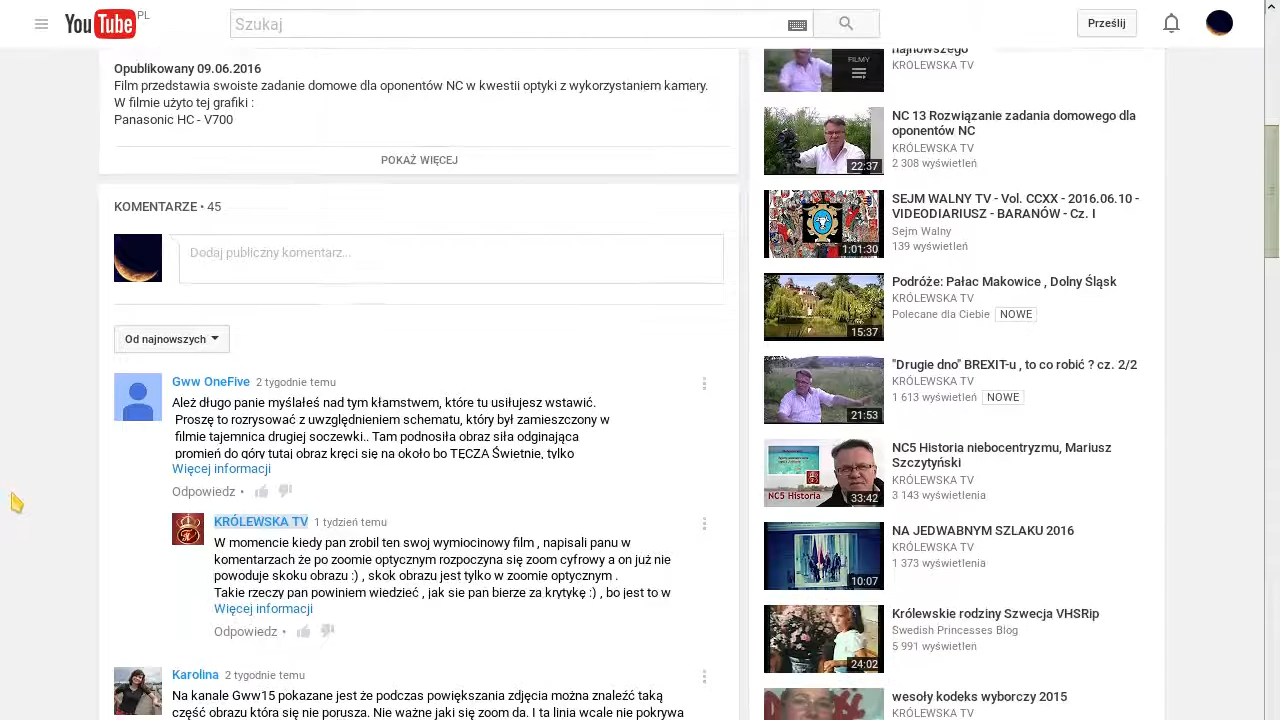 YouTube PL
Szukaj
Prześlij
Opublikowany 09.06.2016
Film przedstawia swoiste zadanie domowe dla oponentów NC w kwestii optyki z wykorzystaniem kamery.
W filmie użyto tej grafiki :
Panasonic HC - V700
POKAŻ WIĘCEJ
KOMENTARZE • 45
Dodaj publiczny komentarz...
Od najnowszych
Gww OneFive 2 tygodnie temu
Ależ długo panie myślałeś nad tym kłamstwem, które tu usiłujesz wstawić.
Proszę to rozrysować z uwzględnieniem schematu, który był zamieszczony w
filmie tajemnica drugiej soczewki.. Tam podnosiła obraz siła odginająca
promień do góry, tutaj obraz kręci się na około bo TĘCZA Świetnie, tylko
Więcej informacji
Odpowiedz •
KRÓLEWSKA TV 1 tydzień temu
W momencie kiedy pan zrobil ten swoj wymiocinowy film , napisali panu w
komentarzach że po zoomie optycznym rozpoczyna się zoom cyfrowy a on już nie
powoduje skoku obrazu :) , skok obrazu jest tylko w zoomie optycznym .
Takie rzeczy pan powinien wiedzieć , jak sie pan bierze za to :) , bo jest to w
Więcej informacji
Odpowiedz •
Karolina 2 tygodnie temu
Na kanale Gww15 pokazane jest że podczas powiększania zdjęcia można znaleźć taką
część obrazu która się nie porusza. Nie ważne jaki się zoom da. I ta linia wcale nie pokrywa
najnowszego
KRÓLEWSKA TV
FILMY
NC 13 Rozwiązanie zadania domowego dla
oponentów NC
KRÓLEWSKA TV
2 308 wyświetleń
22:37
SEJM WALNY TV - Vol. CCXX - 2016.06.10 -
VIDEODIARIUSZ - BARANÓW - Cz. I
Sejm Walny
139 wyświetleń
1:01:30
Podróże: Pałac Makowice , Dolny Śląsk
KRÓLEWSKA TV
Polecane dla Ciebie NOWE
15:37
"Drugie dno" BREXIT-u , to co robić ? cz. 2/2
KRÓLEWSKA TV
1 613 wyświetleń NOWE
21:53
NC5 Historia niebocentryzmu, Mariusz
Szczytyński
KRÓLEWSKA TV
3 143 wyświetlenia
NC5 Historia
33:42
NA JEDWABNYM SZLAKU 2016
KRÓLEWSKA TV
1 373 wyświetlenia
10:07
Królewskie rodziny Szwecja VHSRip
Swedish Princesses Blog
5 991 wyświetleń
24:02
wesoły kodeks wyborczy 2015
KRÓLEWSKA TV